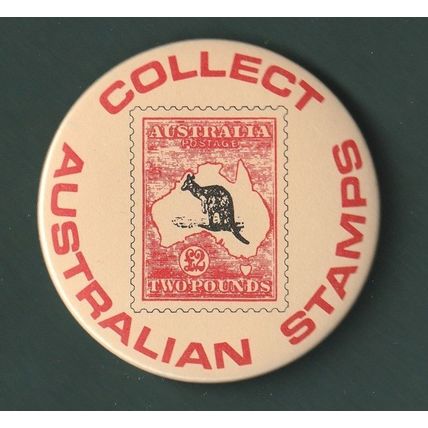 COLLECT
AUSTRALIAN STAMPS
AUSTRALIA
POSTAGE
£2
TWO POUNDS